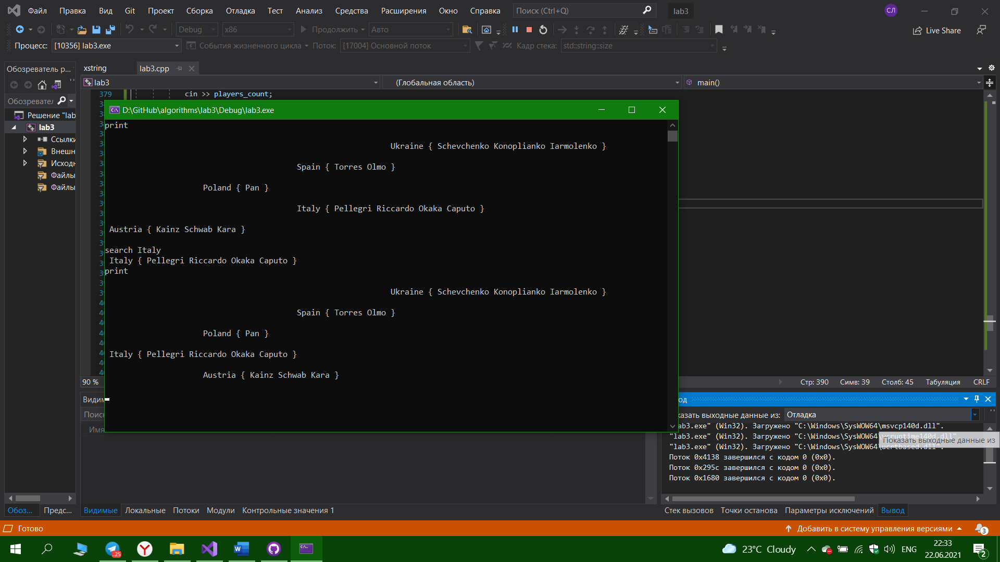 Файл Правка Вид Git Проект Сборка Отладка Тест Анализ Средства Расширения Окно Справка Поиск (Ctrl+Q) lab3 СЛ
Debug x86 Продолжить Авто Live Share
Процесс: [10356] lab3.exe События жизненного цикла Поток: [17004] Основной поток Кадр стека: std::string::size
Обозреватель р... xstring lab3.cpp
lab3 (Глобальная область) main()
379 cin >> players_count;
Обозревател
Решение "lab
lab3
Ссылки
Внешн
Исходн
Файлы
Файлы
D:\GitHub\algorithms\lab3\Debug\lab3.exe
print
Ukraine { Schevchenko Konoplianko Iarmolenko }
Spain { Torres Olmo }
Poland { Pan }
Italy { Pellegri Riccardo Okaka Caputo }
Austria { Kainz Schwab Kara }
search Italy
Italy { Pellegri Riccardo Okaka Caputo }
print
Ukraine { Schevchenko Konoplianko Iarmolenko }
Spain { Torres Olmo }
Poland { Pan }
Italy { Pellegri Riccardo Okaka Caputo }
Austria { Kainz Schwab Kara }
90 % Стр: 390 Симв: 39 Столб: 45 Табуляция CRLF
Видим
Поис
Имя
од
казать выходные данные из: Отладка
"lab3.exe" (Win32). Загружено "C:\Windows\SysWOW64\msvcp140d.dll".
"lab3.exe" (Win32). Загружено "C:\Windows\SysWOW64\vcruntime140d.dll".
Показать выходные данные из
"lab3.exe" (Win32). Загружено "C:\Windows\SysWOW64\ucrtbased.dll".
Поток 0x4138 завершился с кодом 0 (0x0).
Поток 0x295c завершился с кодом 0 (0x0).
Поток 0x1680 завершился с кодом 0 (0x0).
Обоз... Предс... Видимые Локальные Потоки Модули Контрольные значения 1 Стек вызовов Точки останова Параметры исключений Вывод
Готово Добавить в систему управления версиями 3
..25 23°C Cloudy ENG 22:33
22.06.2021 2